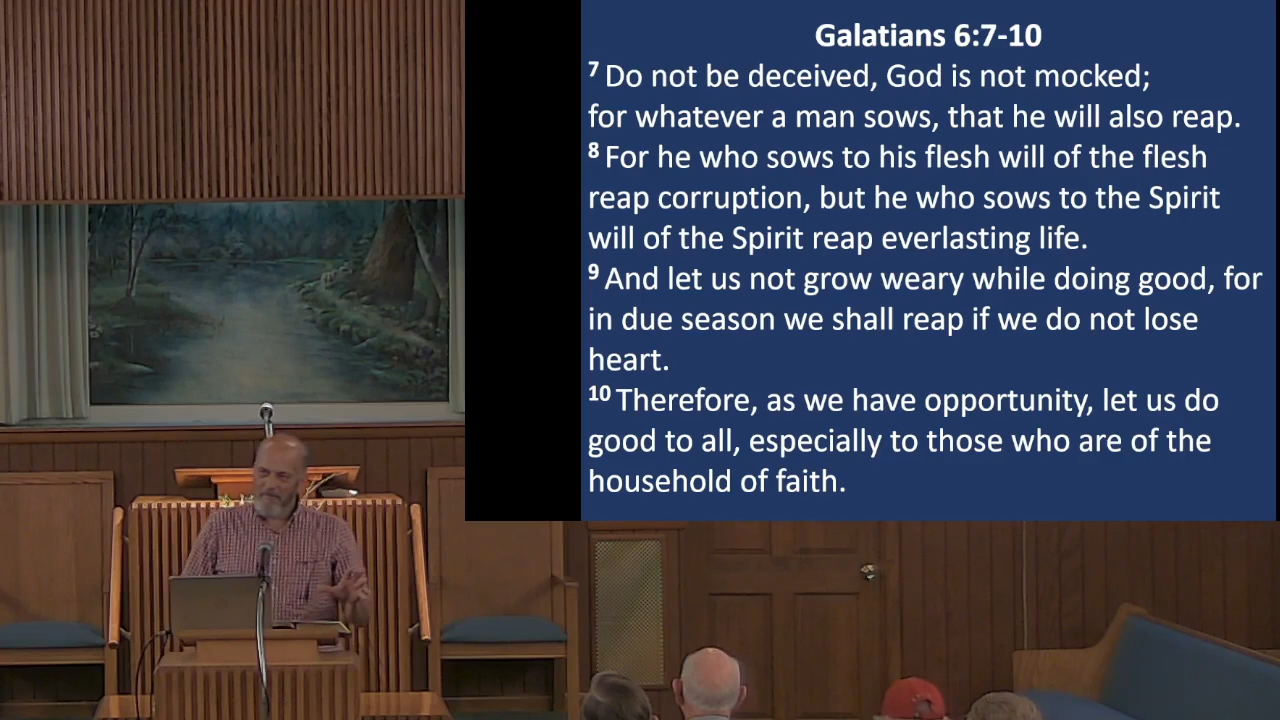 Galatians 6:7-10
7 Do not be deceived, God is not mocked;
for whatever a man sows, that he will also reap.
8 For he who sows to his flesh will of the flesh
reap corruption, but he who sows to the Spirit
will of the Spirit reap everlasting life.
9 And let us not grow weary while doing good, for
in due season we shall reap if we do not lose
heart.
10 Therefore, as we have opportunity, let us do
good to all, especially to those who are of the
household of faith.